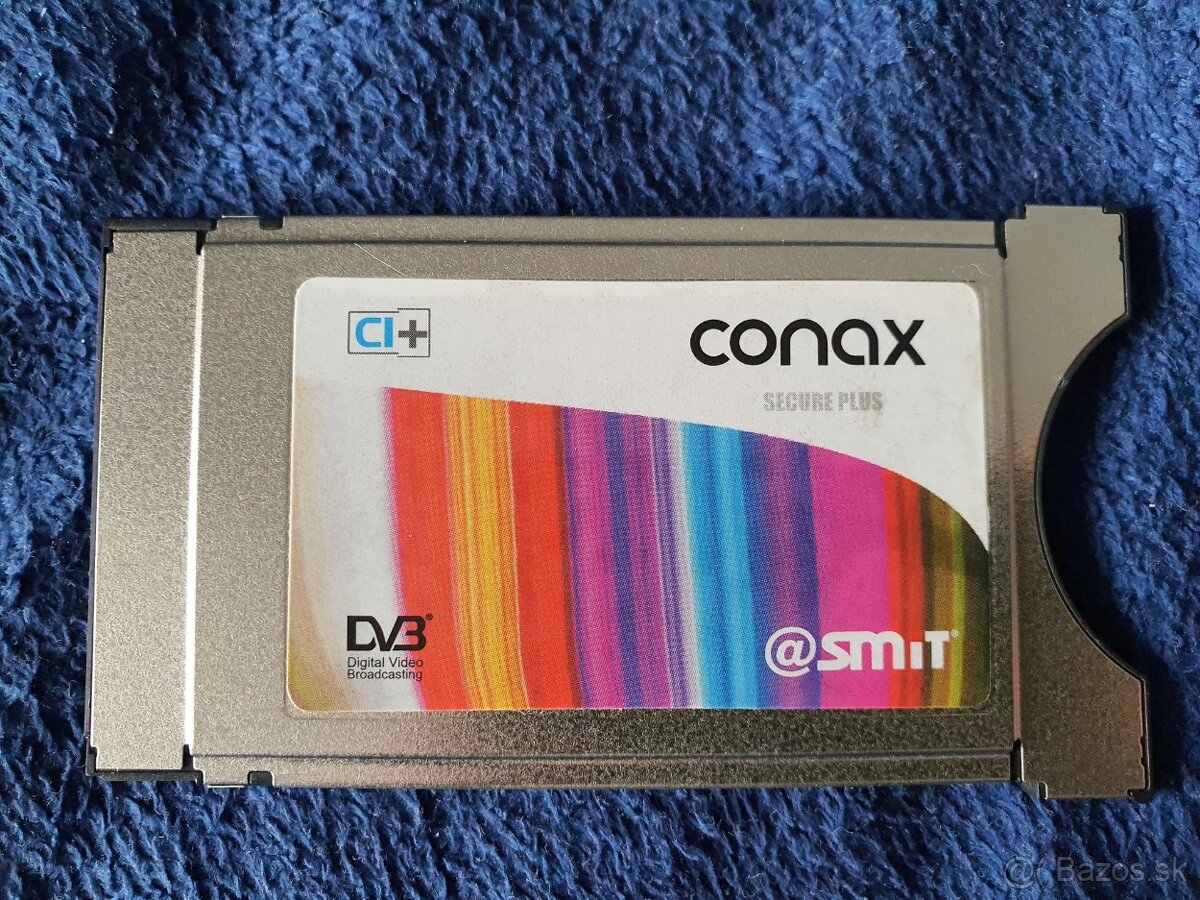 CI+
conax
SECURE PLUS
DVB®
Digital Video
Broadcasting
@SMiT®
@( Bazos.sk